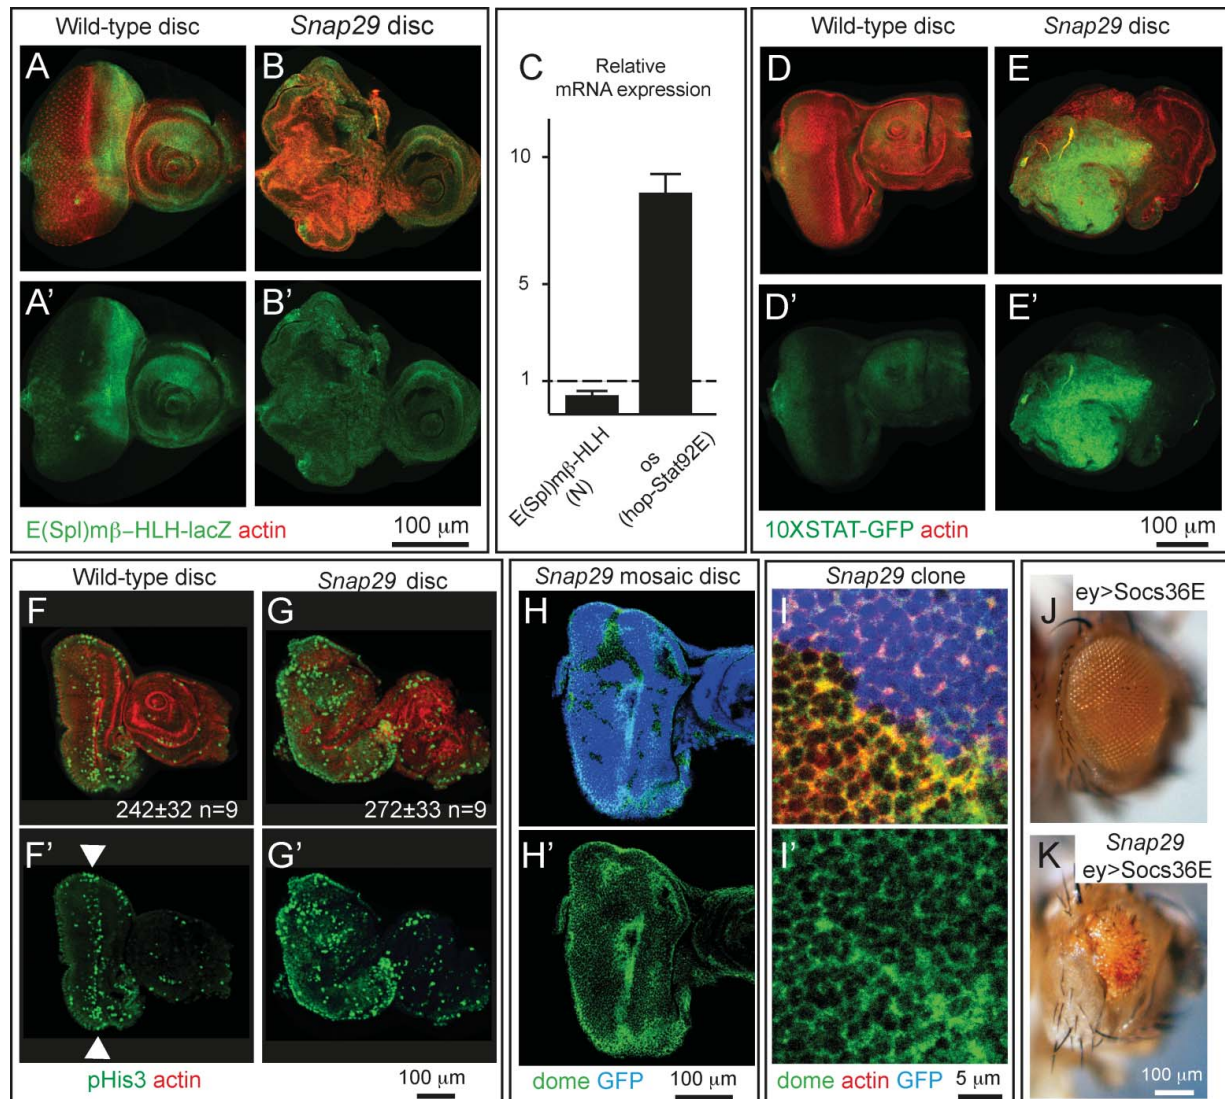 Wild-type disc
Snap29 disc
A
B
A'
B'
E(Spl)mβ–HLH-lacZ actin
100 µm
C
Relative
mRNA expression
10
5
1
E(Spl)mβ-HLH
(N)
os
(hop-Stat92E)
Wild-type disc
Snap29 disc
D
E
D'
E'
10XSTAT-GFP actin
100 µm
Wild-type disc
Snap29 disc
F
G
242±32 n=9
272±33 n=9
F'
G'
pHis3 actin
100 µm
Snap29 mosaic disc
H
H'
dome GFP
100 µm
Snap29 clone
I
I'
dome actin GFP
5 µm
J
ey>Socs36E
K
Snap29
ey>Socs36E
100 µm